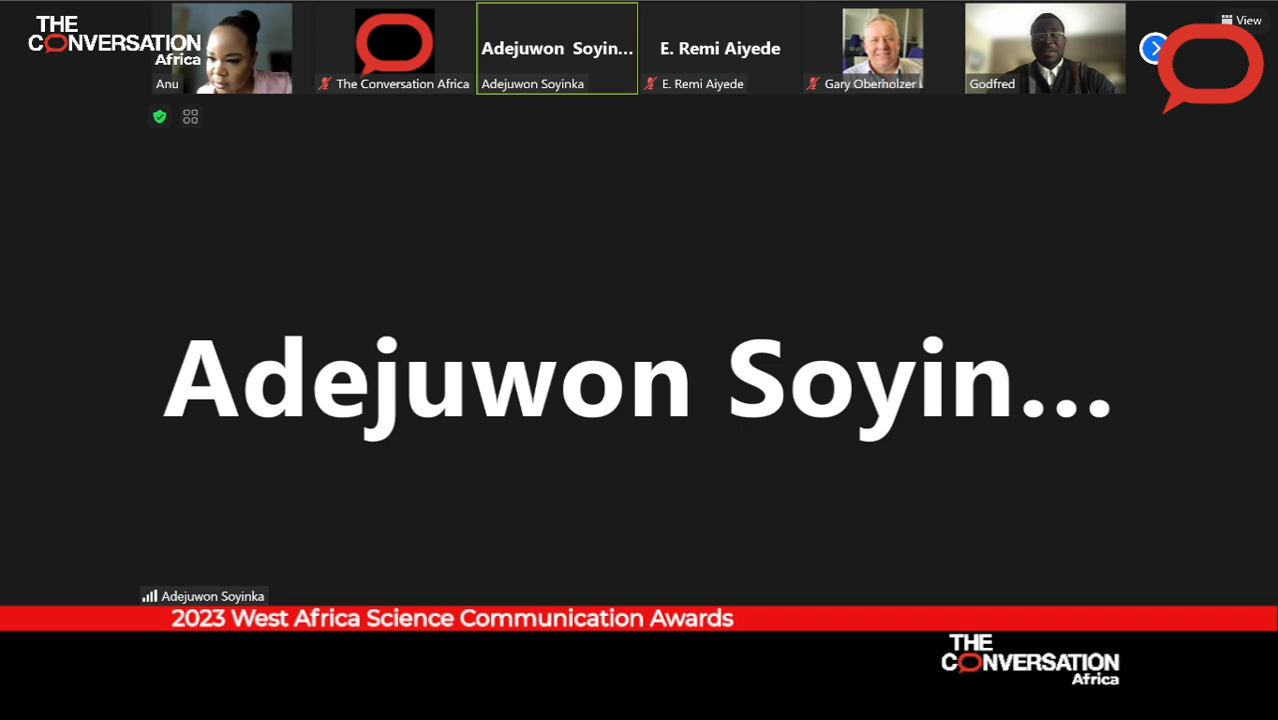 THE
CONVERSATION
Africa
Anu
The Conversation Africa
Adejuwon Soyin...
Adejuwon Soyinka
E. Remi Aiyede
E. Remi Aiyede
Gary Oberholzer
Godfred
View
Adejuwon Soyin...
Adejuwon Soyinka
2023 West Africa Science Communication Awards
THE
CONVERSATION
Africa